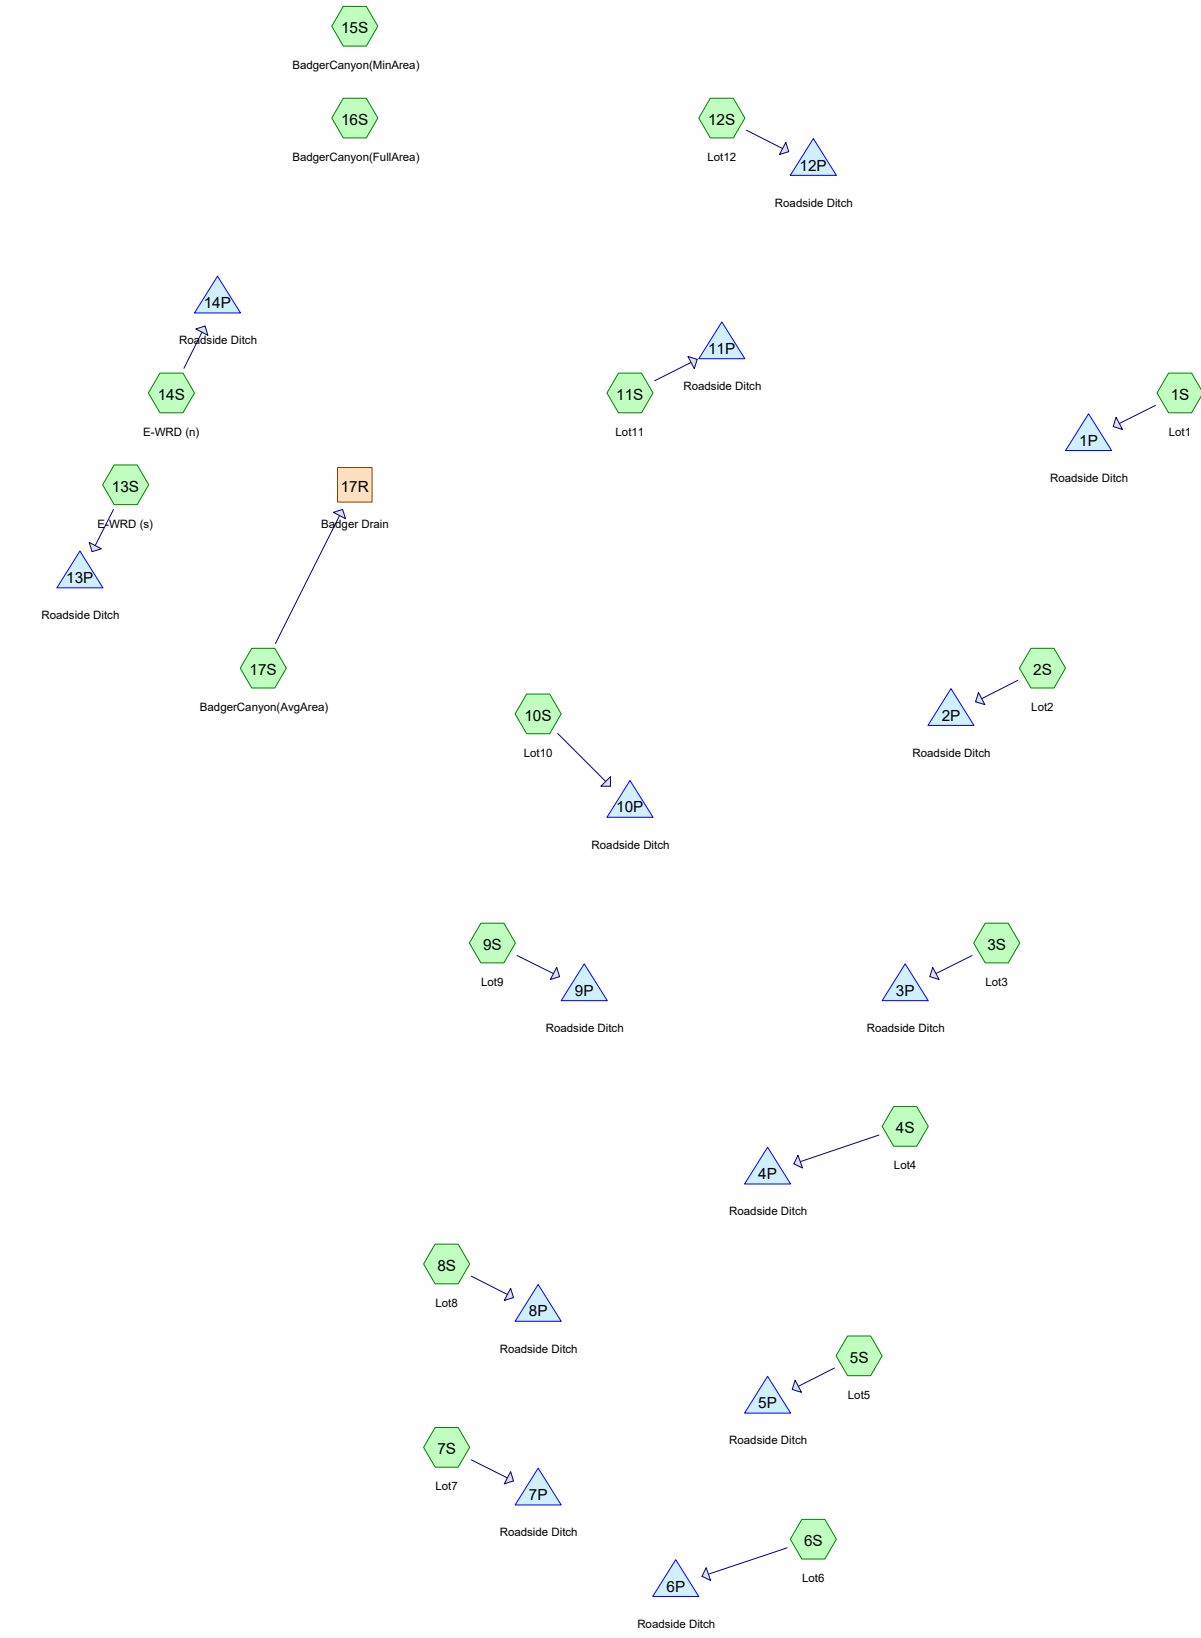 15S
BadgerCanyon(MinArea)
16S
BadgerCanyon(FullArea)
12S
Lot12
12P
Roadside Ditch
14P
Roadside Ditch
14S
E-WRD (n)
11P
Roadside Ditch
11S
Lot11
1S
Lot1
1P
Roadside Ditch
13S
E-WRD (s)
13P
Roadside Ditch
17R
Badger Drain
17S
BadgerCanyon(AvgArea)
2S
Lot2
2P
Roadside Ditch
10S
Lot10
10P
Roadside Ditch
9S
Lot9
9P
Roadside Ditch
3S
Lot3
3P
Roadside Ditch
4S
Lot4
4P
Roadside Ditch
8S
Lot8
8P
Roadside Ditch
5S
Lot5
5P
Roadside Ditch
7S
Lot7
7P
Roadside Ditch
6S
Lot6
6P
Roadside Ditch